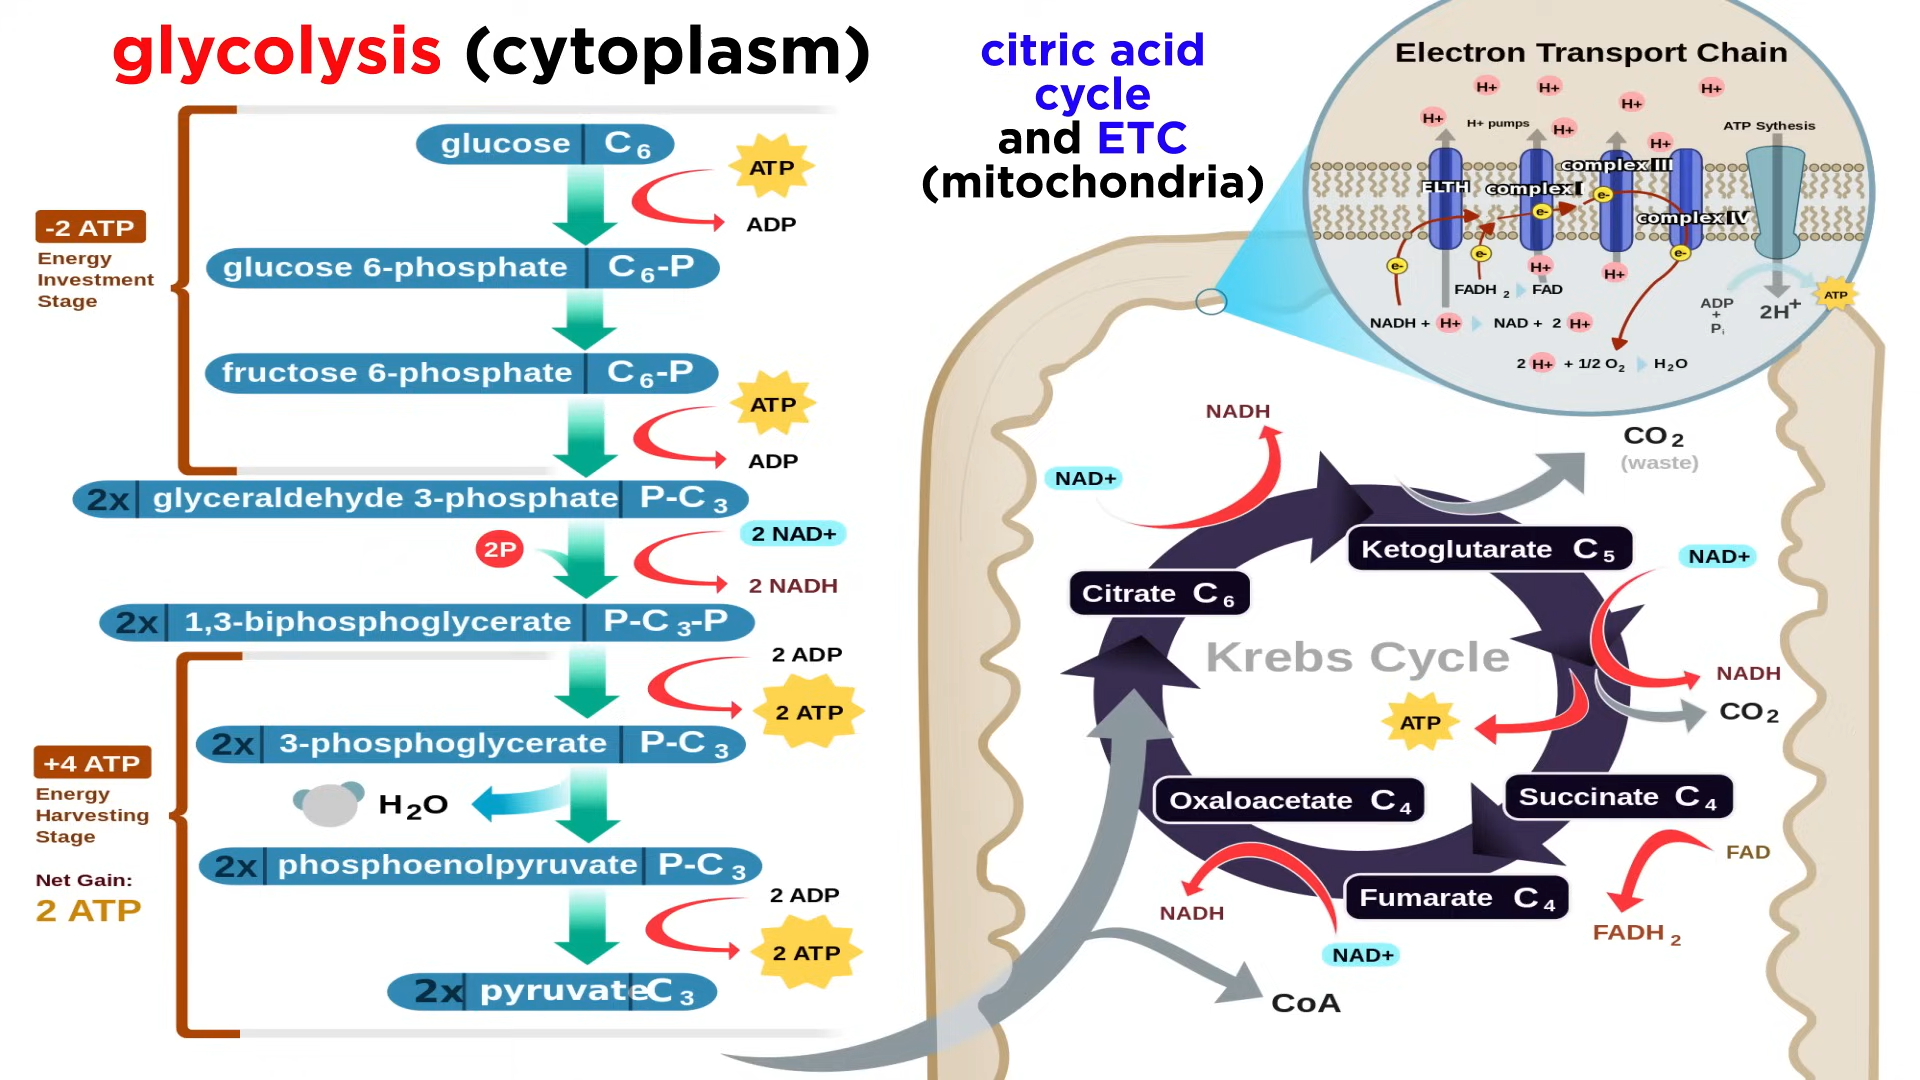 glycolysis (cytoplasm)
glucose C6
ATP
ADP
-2 ATP
Energy
Investment
Stage
glucose 6-phosphate C6-P
fructose 6-phosphate C6-P
ATP
ADP
2x glyceraldehyde 3-phosphate P-C3
2P
2 NAD+
2 NADH
2x 1,3-biphosphoglycerate P-C3-P
2 ADP
2 ATP
2x 3-phosphoglycerate P-C3
+4 ATP
Energy
Harvesting
Stage
Net Gain:
2 ATP
H2O
2x phosphoenolpyruvate P-C3
2 ADP
2 ATP
2x pyruvate C3
citric acid
cycle
and ETC
(mitochondria)
Electron Transport Chain
H+ H+ H+ H+
H+ H+ pumps H+ H+
ATP Sythesis
ELTH complex I complex III complex IV
e- e- e- e- e-
H+ H+
FADH2 FAD
NADH + H+ NAD + 2 H+
2 H+ + 1/2 O2 H2O
ADP
+
Pi
2H+
ATP
NADH
NAD+
CO2
(waste)
Ketoglutarate C5
NAD+
Citrate C6
Krebs Cycle
NADH
CO2
ATP
Oxaloacetate C4
Succinate C4
FAD
Fumarate C4
NADH
FADH2
NAD+
CoA